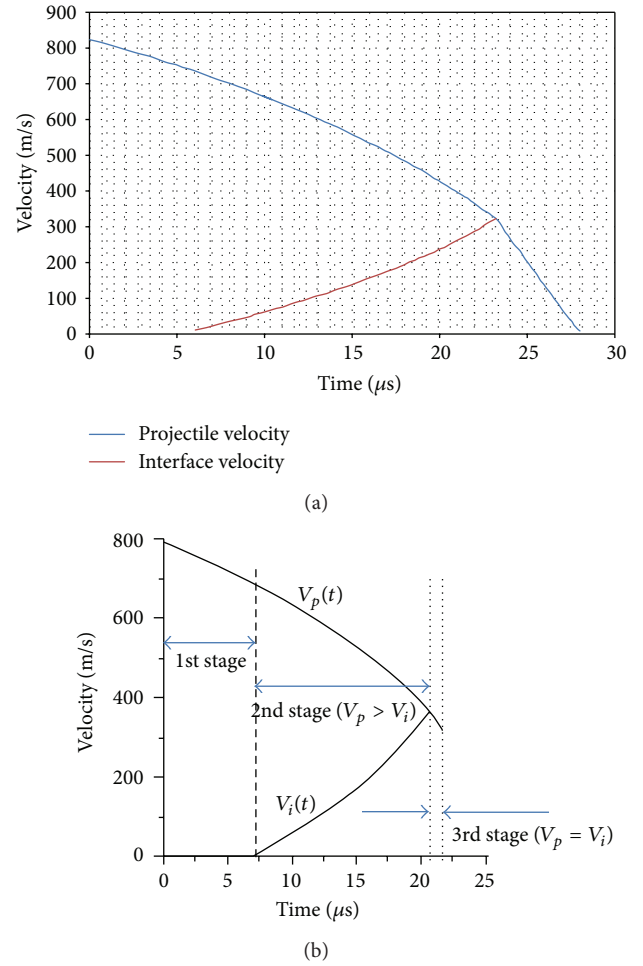 900
800
700
600
500
400
300
200
100
0
Velocity (m/s)
0 5 10 15 20 25 30
Time (μs)
Projectile velocity
Interface velocity
(a)
800
600
400
200
0
Velocity (m/s)
V_p(t)
1st stage
2nd stage (V_p > V_i)
V_i(t)
3rd stage (V_p = V_i)
0 5 10 15 20 25
Time (μs)
(b)